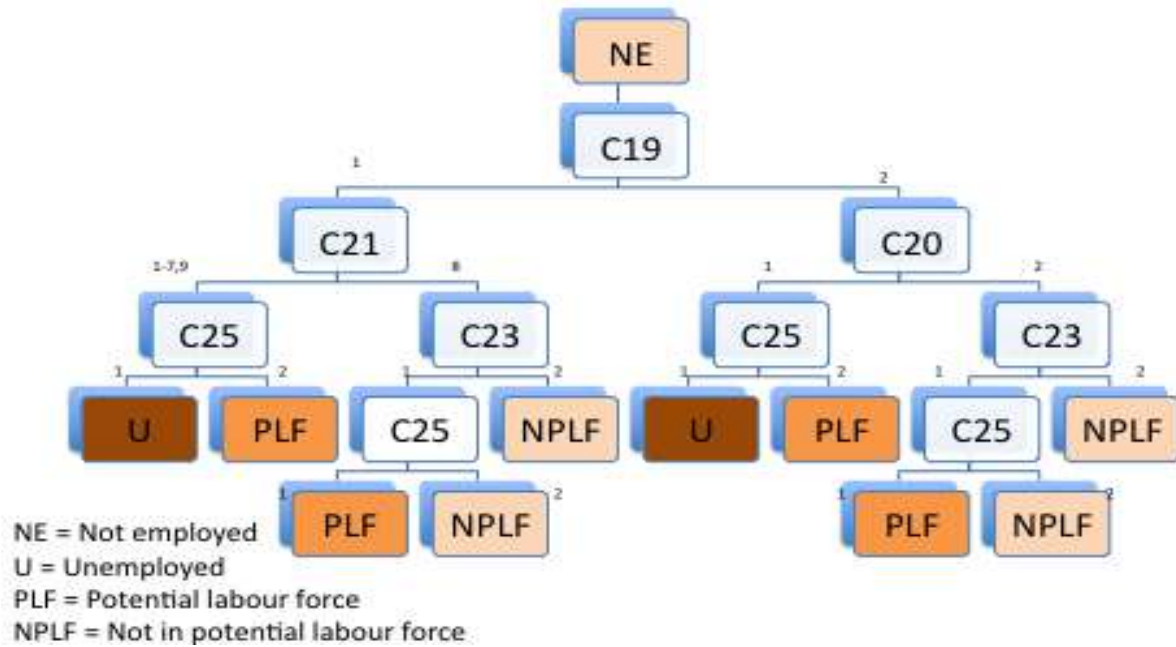 NE
C19
1
2
C21
C20
1-7,9
8
1
2
C25
C23
C25
C23
1
2
1
2
1
2
1
2
U
PLF
C25
NPLF
U
PLF
C25
NPLF
1
2
1
2
PLF
NPLF
PLF
NPLF
NE = Not employed
U = Unemployed
PLF = Potential labour force
NPLF = Not in potential labour force